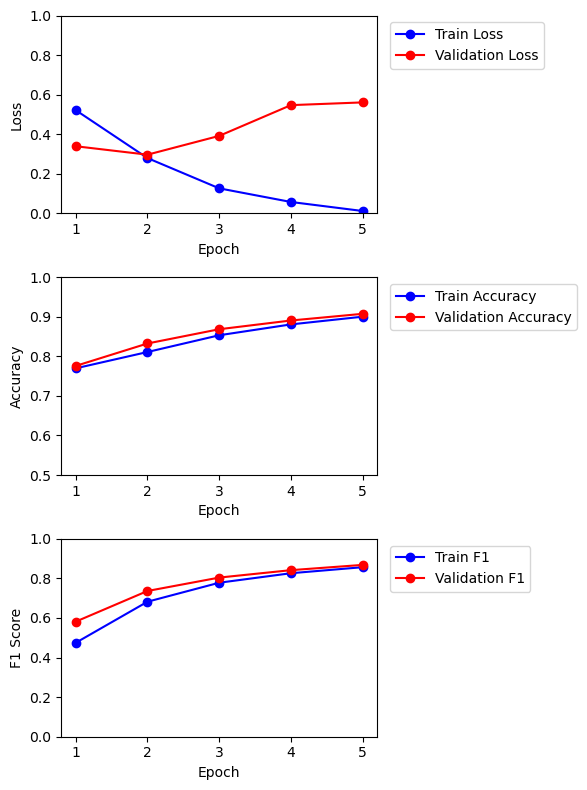 1.0
0.8
0.6
0.4
0.2
0.0
Loss
1 2 3 4 5
Epoch
Train Loss
Validation Loss
1.0
0.9
0.8
0.7
0.6
0.5
Accuracy
1 2 3 4 5
Epoch
Train Accuracy
Validation Accuracy
1.0
0.8
0.6
0.4
0.2
0.0
F1 Score
1 2 3 4 5
Epoch
Train F1
Validation F1